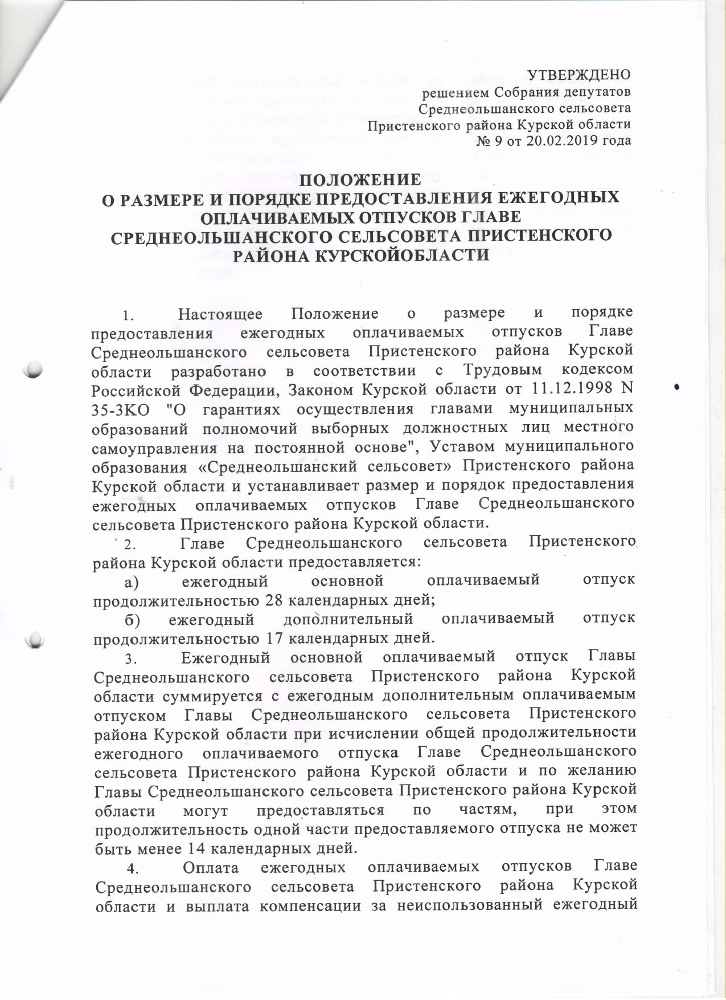 УТВЕРЖДЕНО
решением Собрания депутатов
Среднеольшанского сельсовета
Пристенского района Курской области
№ 9 от 20.02.2019 года
ПОЛОЖЕНИЕ
О РАЗМЕРЕ И ПОРЯДКЕ ПРЕДОСТАВЛЕНИЯ ЕЖЕГОДНЫХ
ОПЛАЧИВАЕМЫХ ОТПУСКОВ ГЛАВЕ
СРЕДНЕОЛЬШАНСКОГО СЕЛЬСОВЕТА ПРИСТЕНСКОГО
РАЙОНА КУРСКОЙОБЛАСТИ
1. Настоящее Положение о размере и порядке
предоставления ежегодных оплачиваемых отпусков Главе
Среднеольшанского сельсовета Пристенского района Курской
области разработано в соответствии с Трудовым кодексом
Российской Федерации, Законом Курской области от 11.12.1998 N
35-ЗКО "О гарантиях осуществления главами муниципальных
образований полномочий выборных должностных лиц местного
самоуправления на постоянной основе", Уставом муниципального
образования «Среднеольшанский сельсовет» Пристенского района
Курской области и устанавливает размер и порядок предоставления
ежегодных оплачиваемых отпусков Главе Среднеольшанского
сельсовета Пристенского района Курской области.
2. Главе Среднеольшанского сельсовета Пристенского
района Курской области предоставляется:
а) ежегодный основной оплачиваемый отпуск
продолжительностью 28 календарных дней;
б) ежегодный дополнительный оплачиваемый отпуск
продолжительностью 17 календарных дней.
3. Ежегодный основной оплачиваемый отпуск Главы
Среднеольшанского сельсовета Пристенского района Курской
области суммируется с ежегодным дополнительным оплачиваемым
отпуском Главы Среднеольшанского сельсовета Пристенского
района Курской области при исчислении общей продолжительности
ежегодного оплачиваемого отпуска Главе Среднеольшанского
сельсовета Пристенского района Курской области и по желанию
Главы Среднеольшанского сельсовета Пристенского района Курской
области могут предоставляться по частям, при этом
продолжительность одной части предоставляемого отпуска не может
быть менее 14 календарных дней.
4. Оплата ежегодных оплачиваемых отпусков Главе
Среднеольшанского сельсовета Пристенского района Курской
области и выплата компенсации за неиспользованный ежегодный